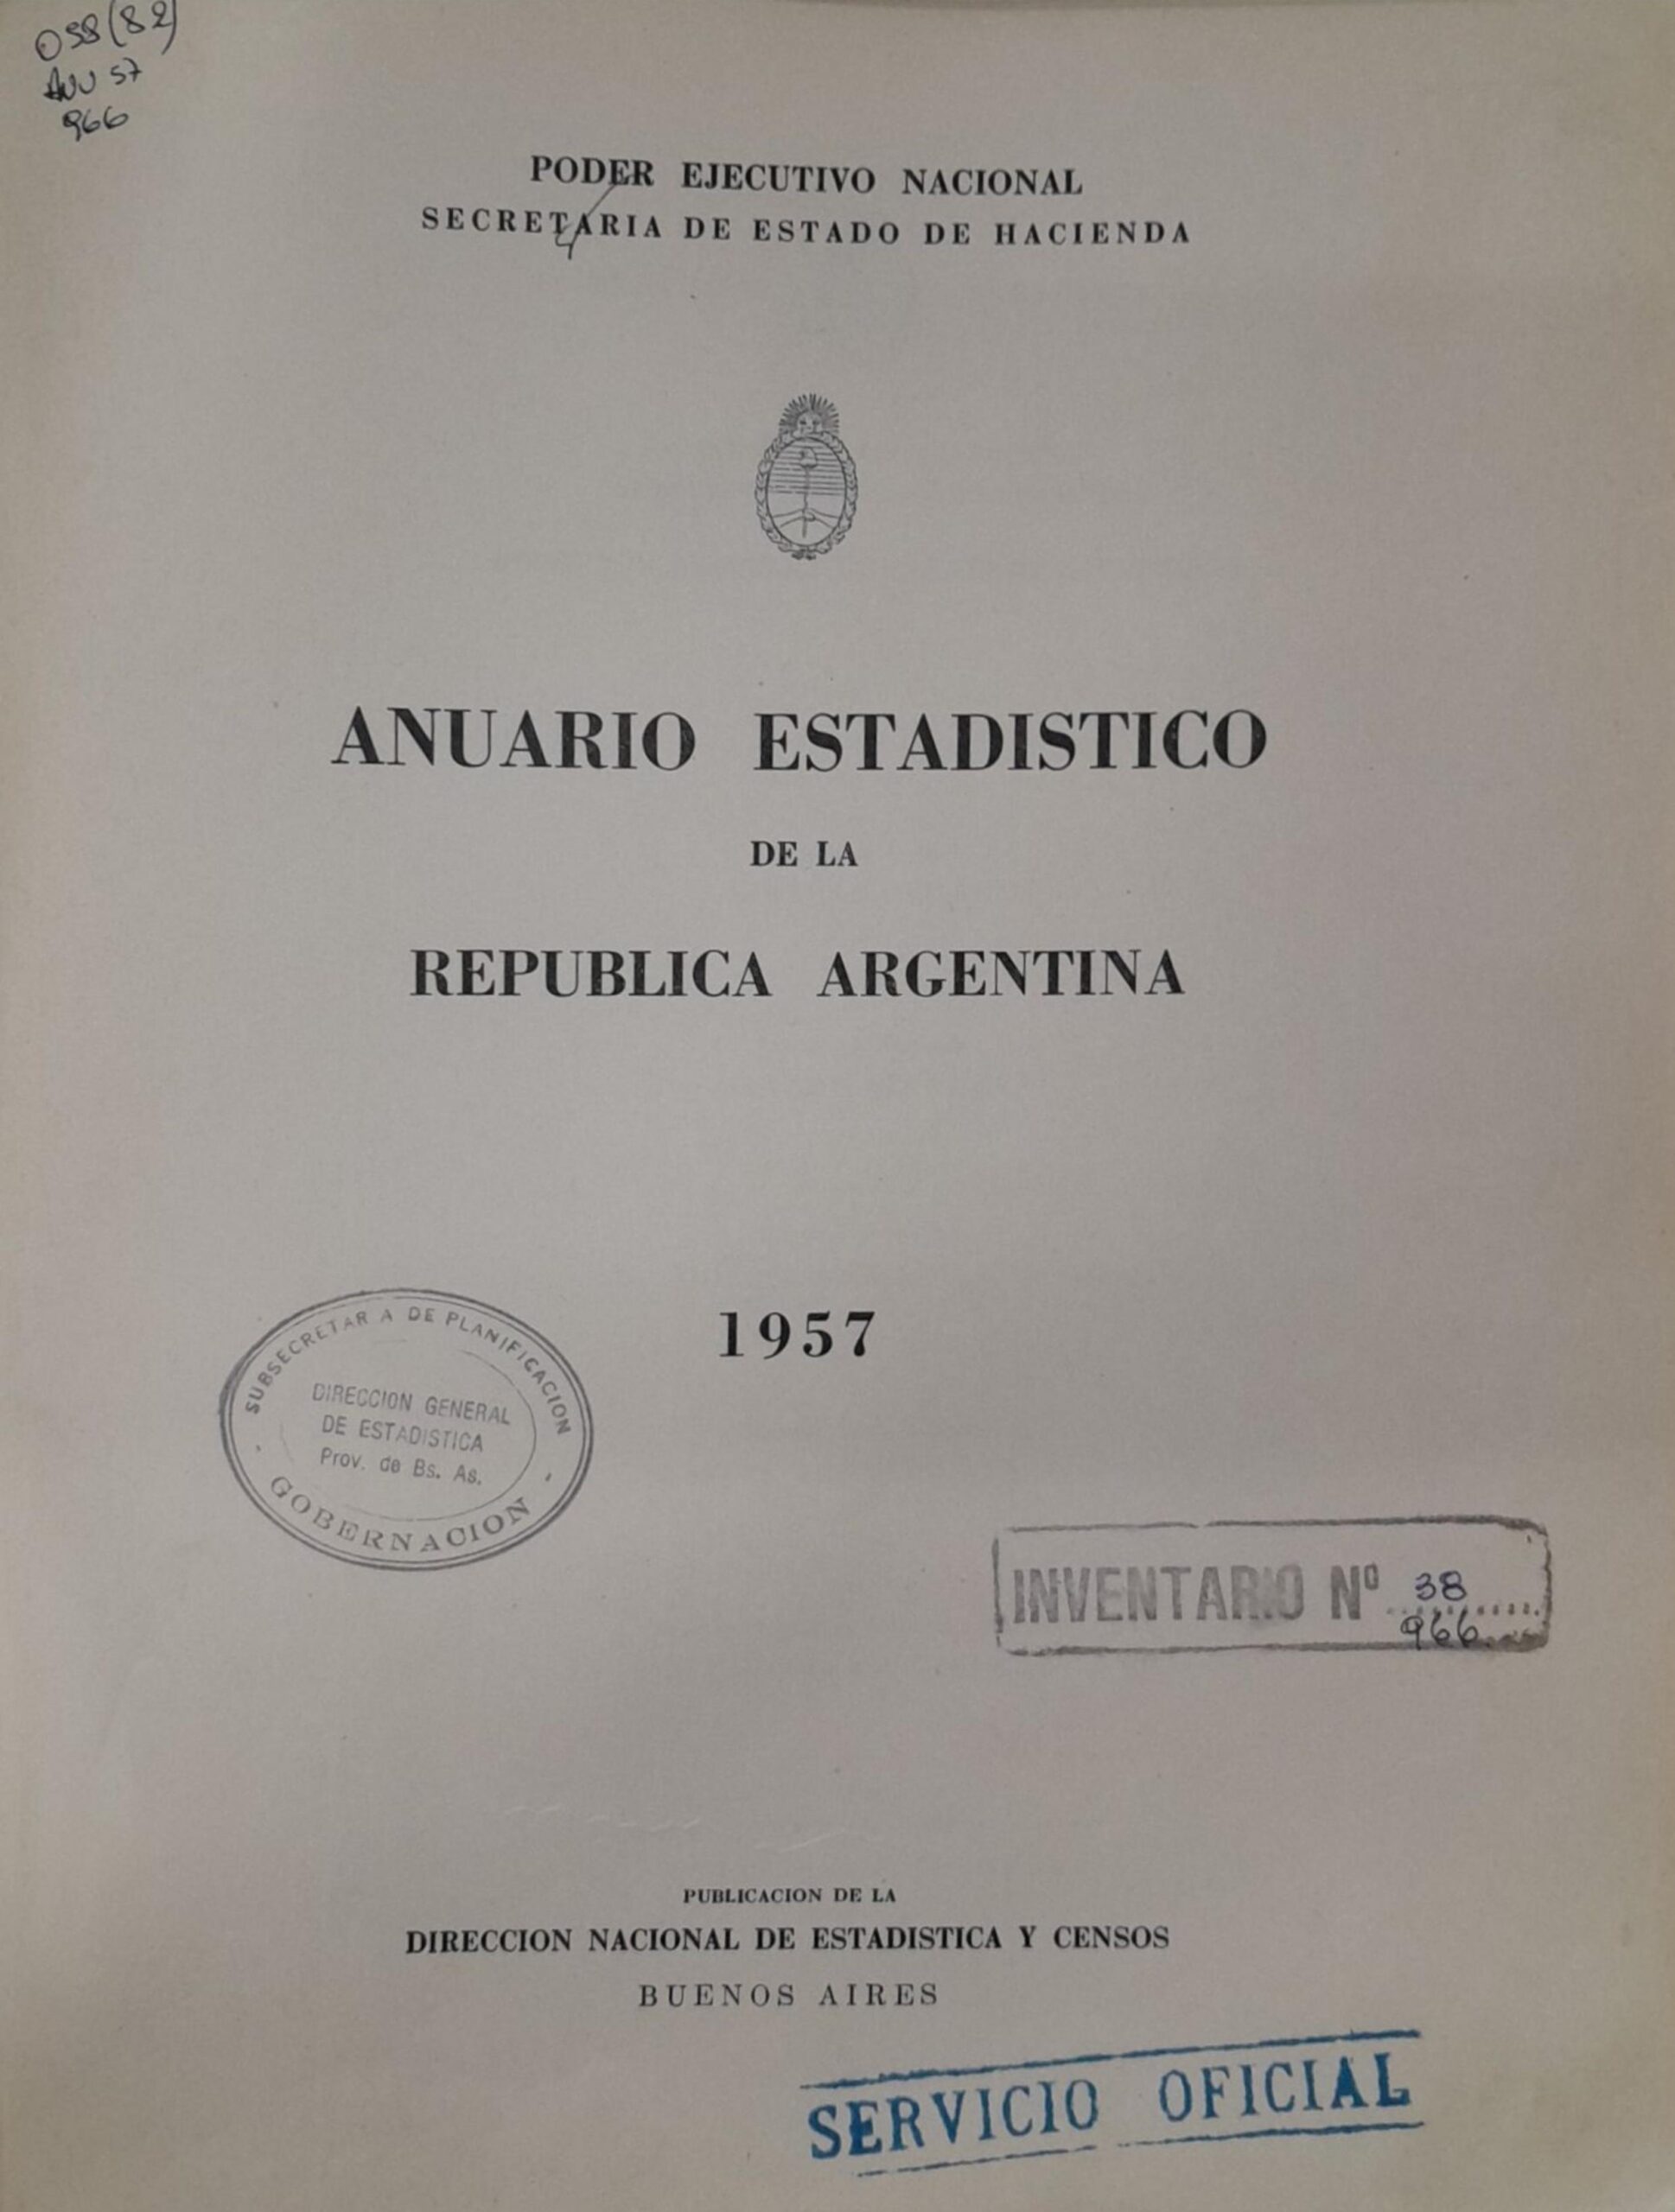 058(82)
ANU 57
966
PODER EJECUTIVO NACIONAL
SECRETARIA DE ESTADO DE HACIENDA
ANUARIO ESTADISTICO
DE LA
REPUBLICA ARGENTINA
1957
SUBSECRETAR A DE PLANIFICACION
DIRECCION GENERAL
DE ESTADISTICA
Prov. de Bs. As.
- GOBERNACION -
INVENTARIO Nº 38
966
PUBLICACION DE LA
DIRECCION NACIONAL DE ESTADISTICA Y CENSOS
BUENOS AIRES
SERVICIO OFICIAL